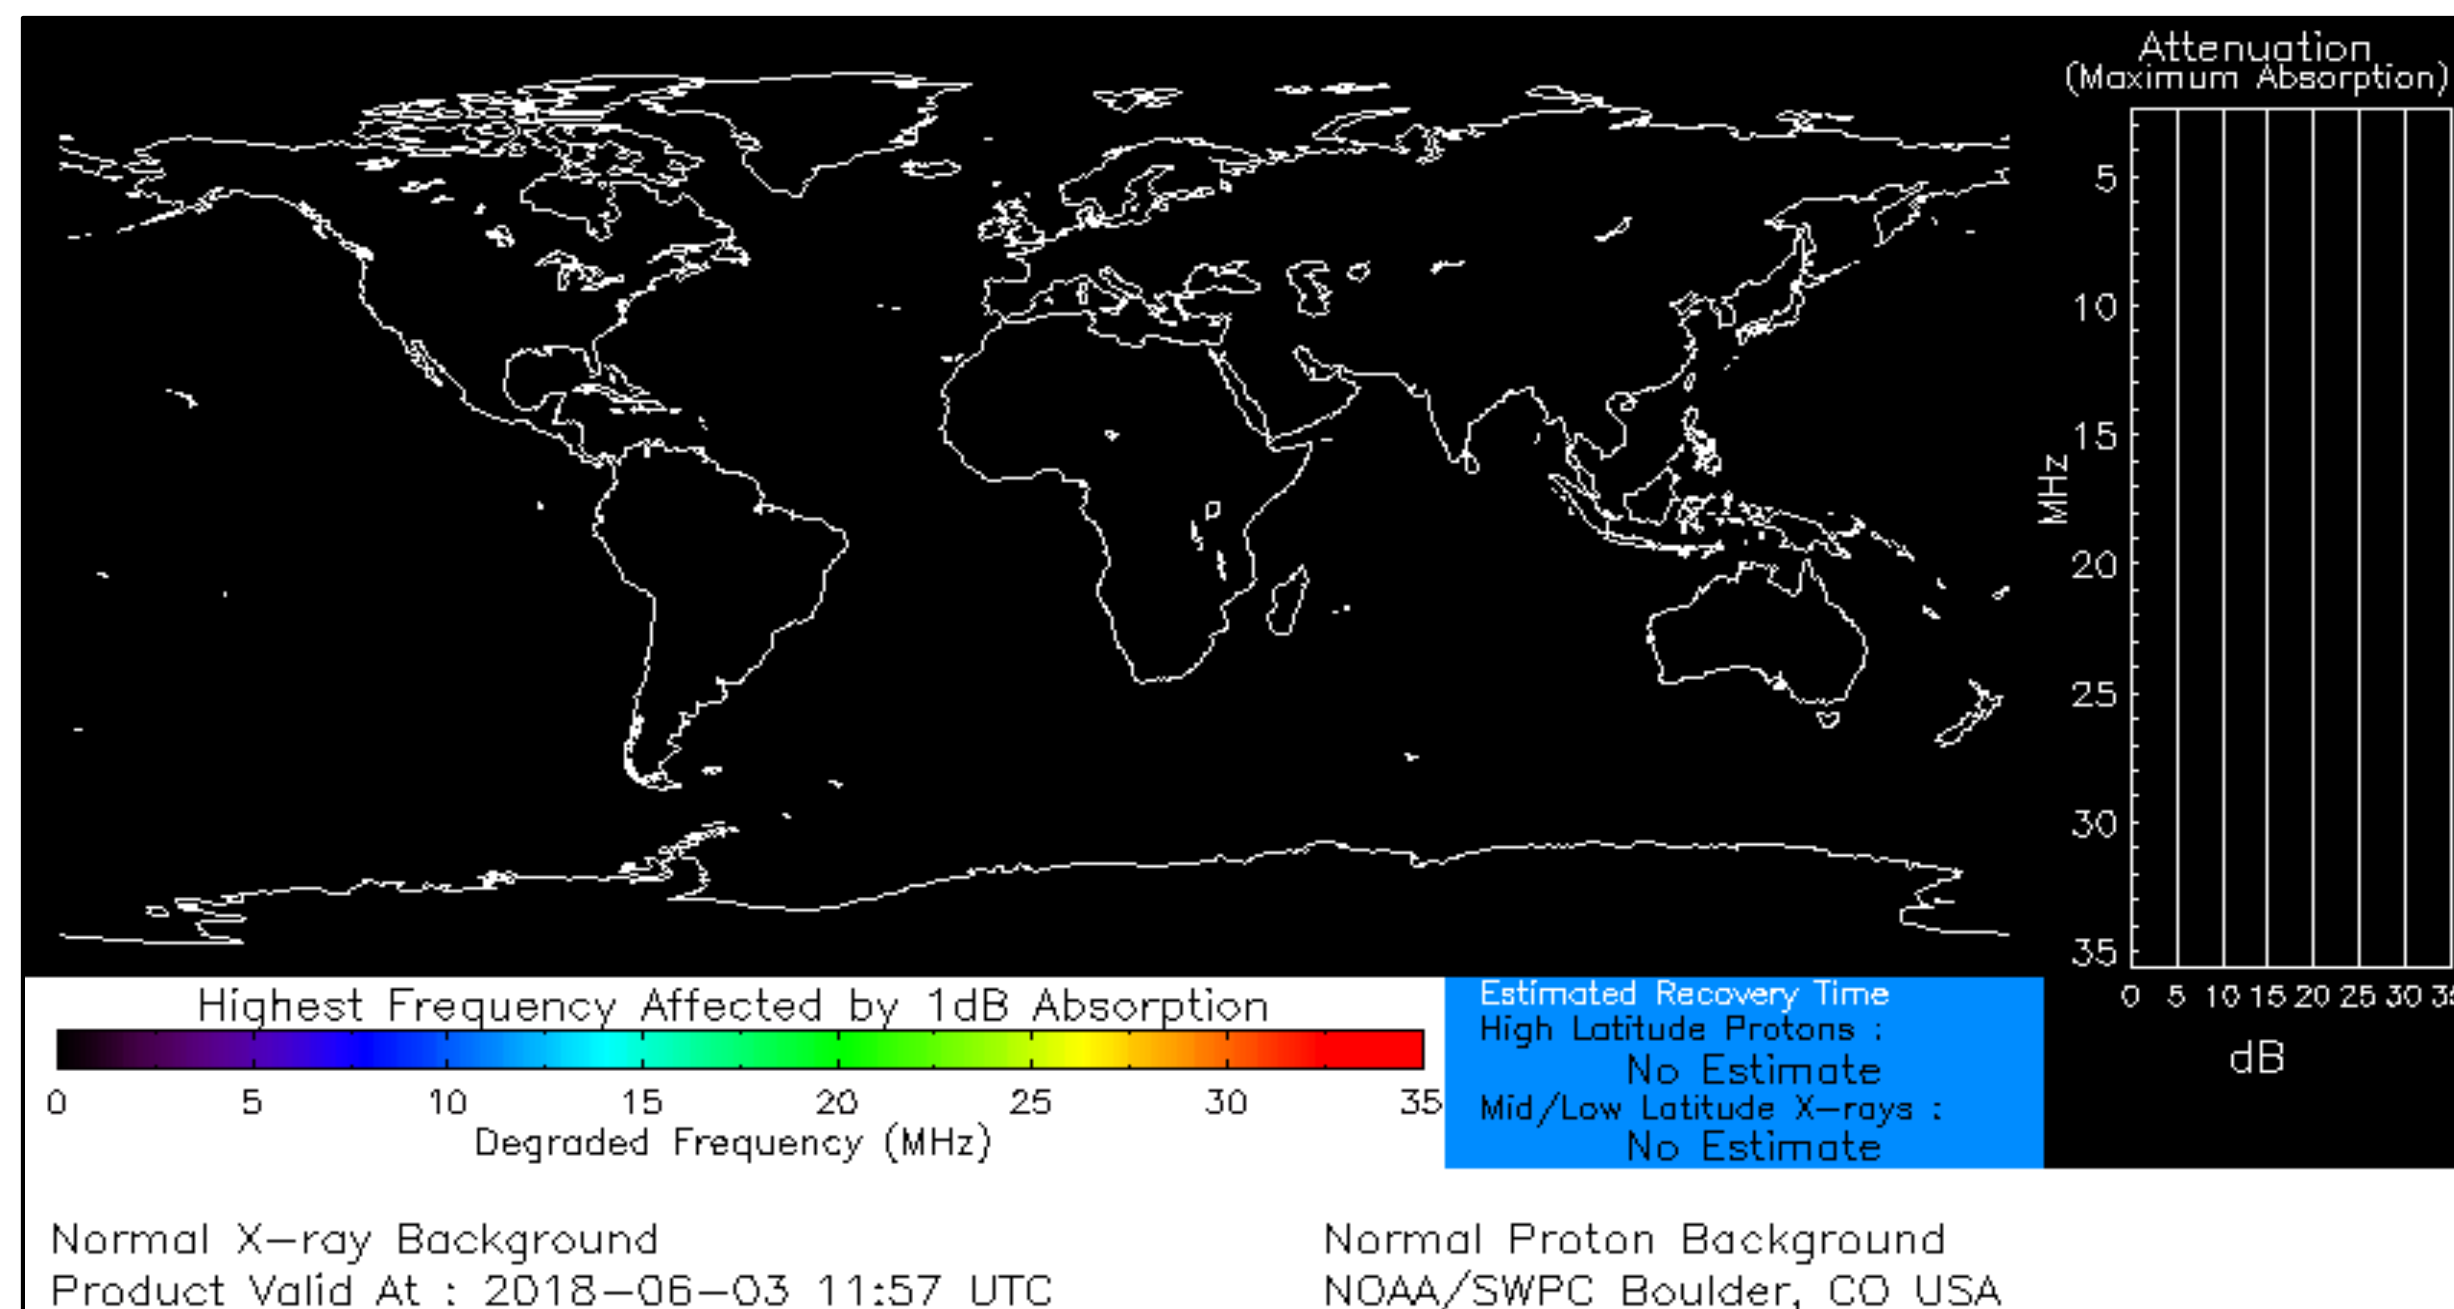 Attenuation
(Maximum Absorption)
5
10
15
20
25
30
35
MHz
0 5 10 15 20 25 30
dB
Highest Frequency Affected by 1dB Absorption
0 5 10 15 20 25 30 35
Degraded Frequency (MHz)
Estimated Recovery Time
High Latitude Protons :
No Estimate
Mid/Low Latitude X-rays :
No Estimate
Normal X-ray Background
Product Valid At : 2018-06-03 11:57 UTC
Normal Proton Background
NOAA/SWPC Boulder, CO USA